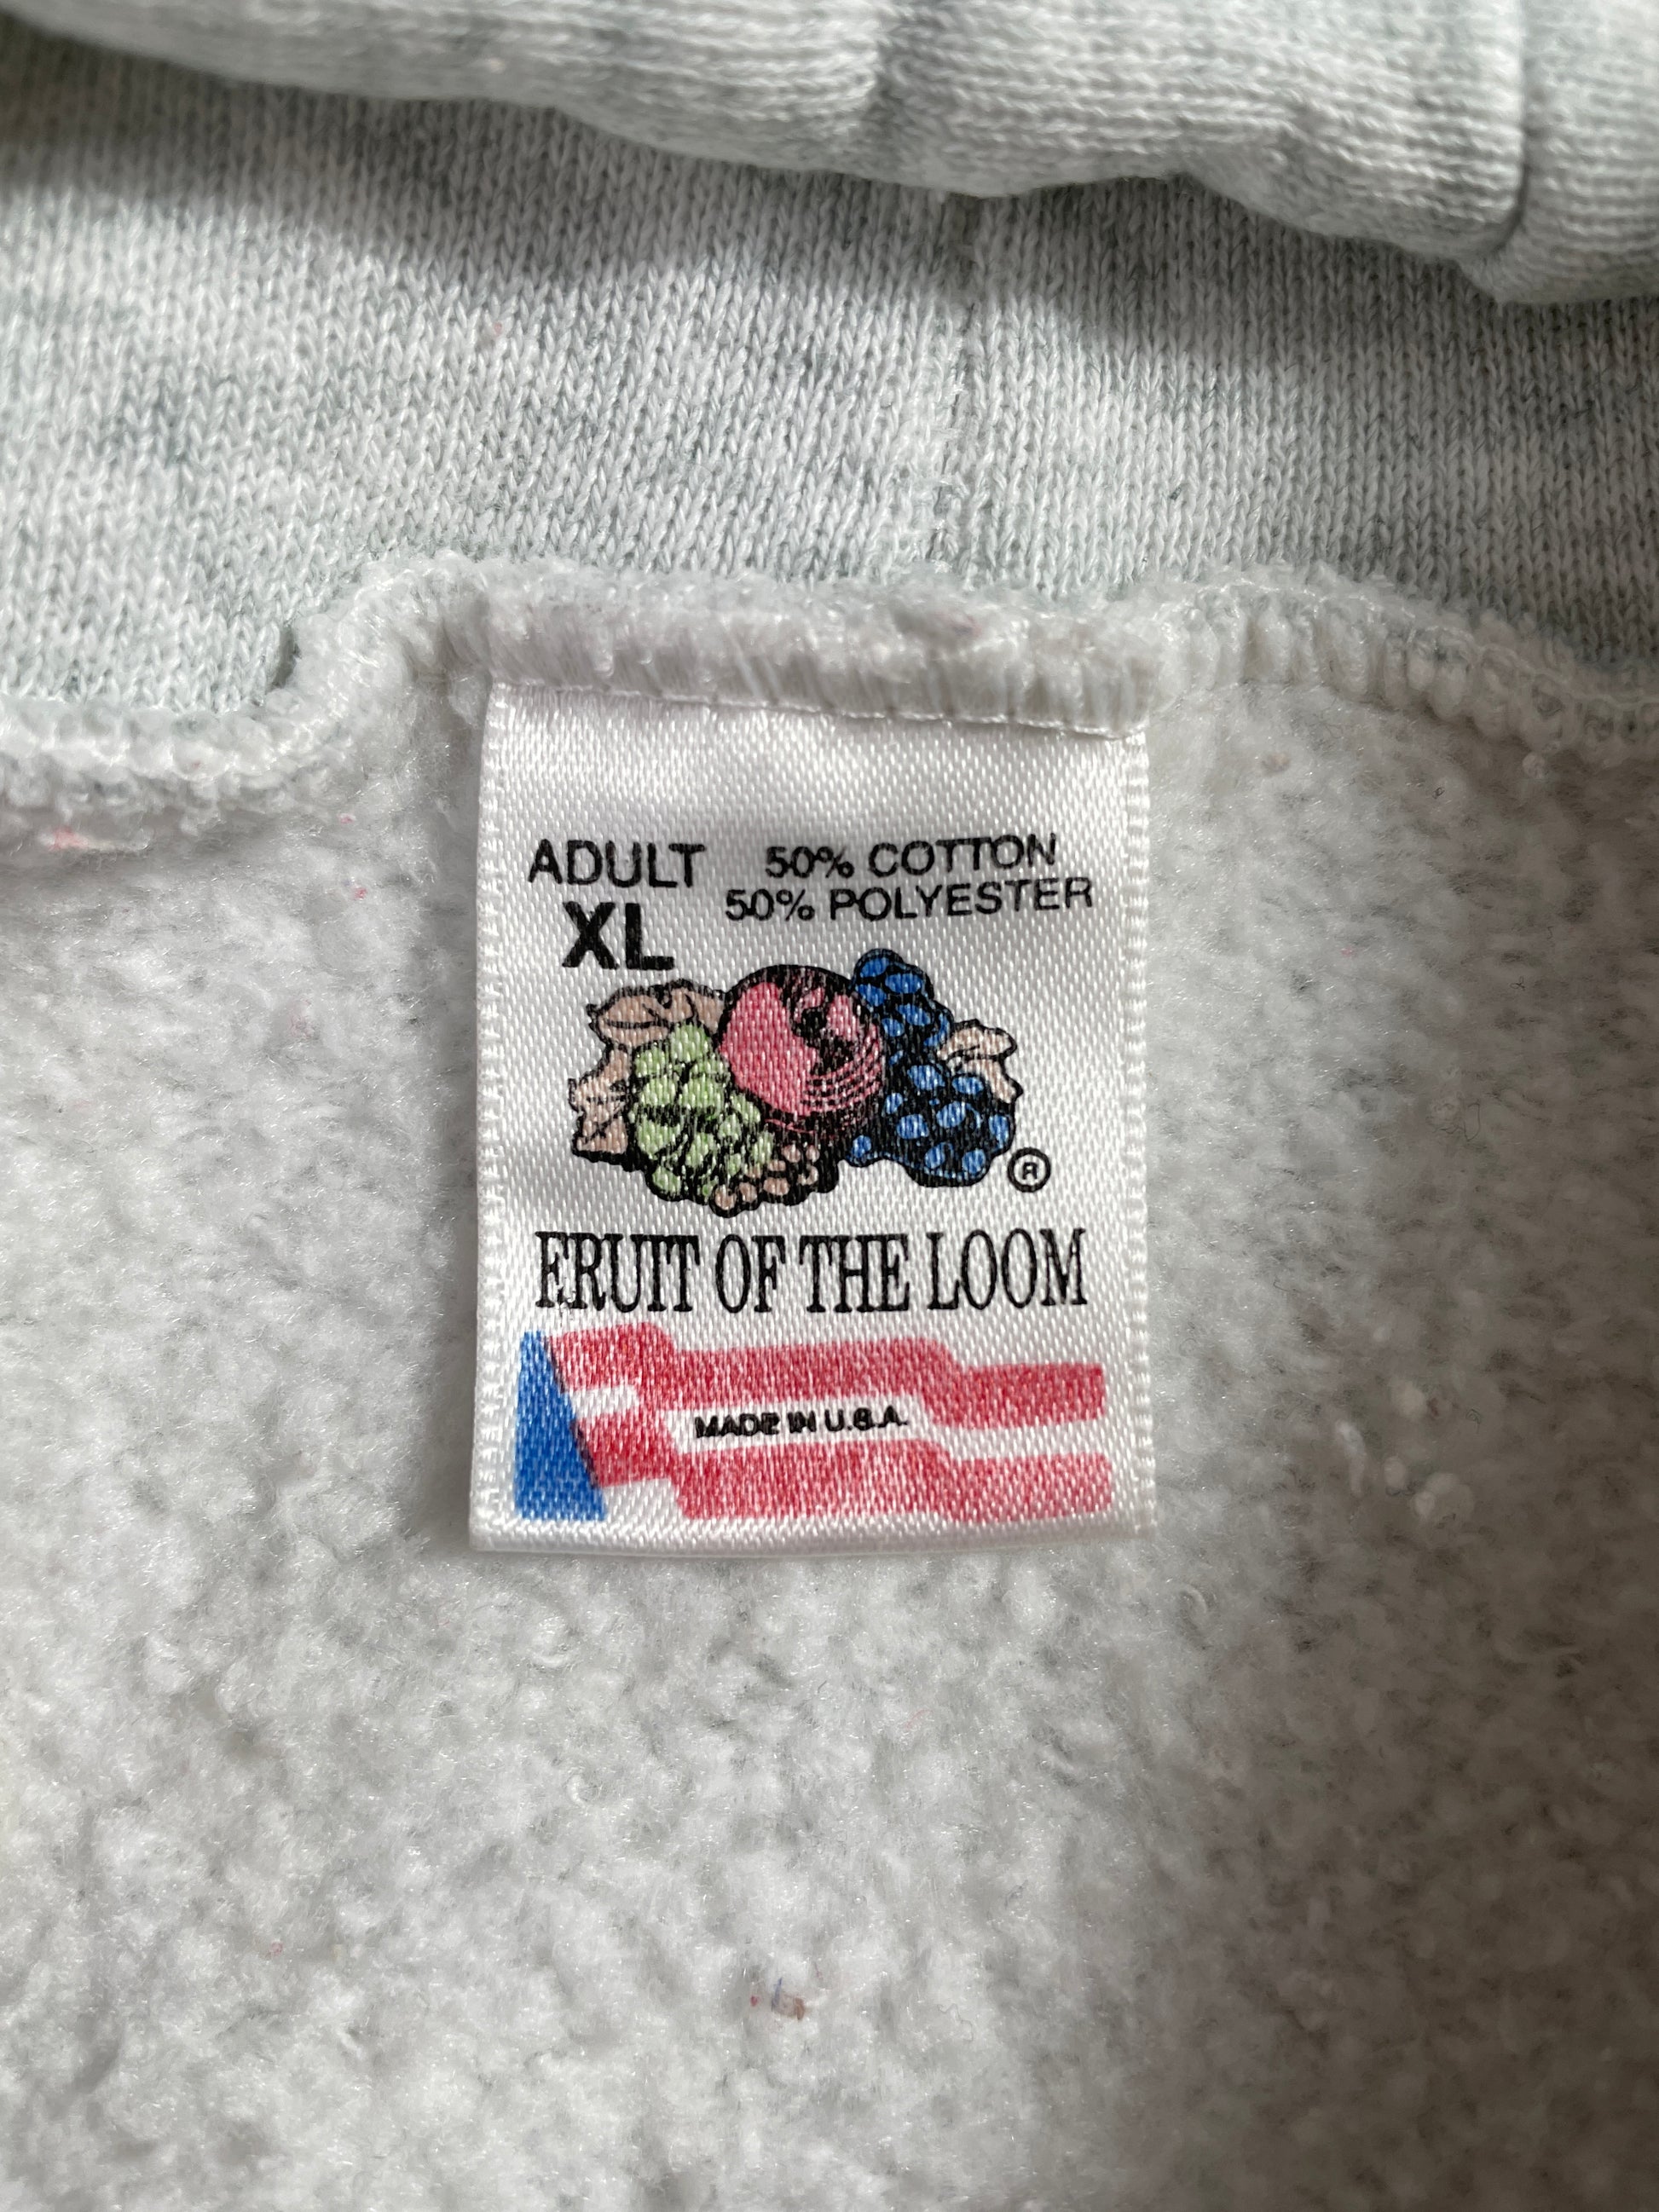 ADULT
XL
50% COTTON
50% POLYESTER
®
FRUIT OF THE LOOM
MADE IN U.S.A.